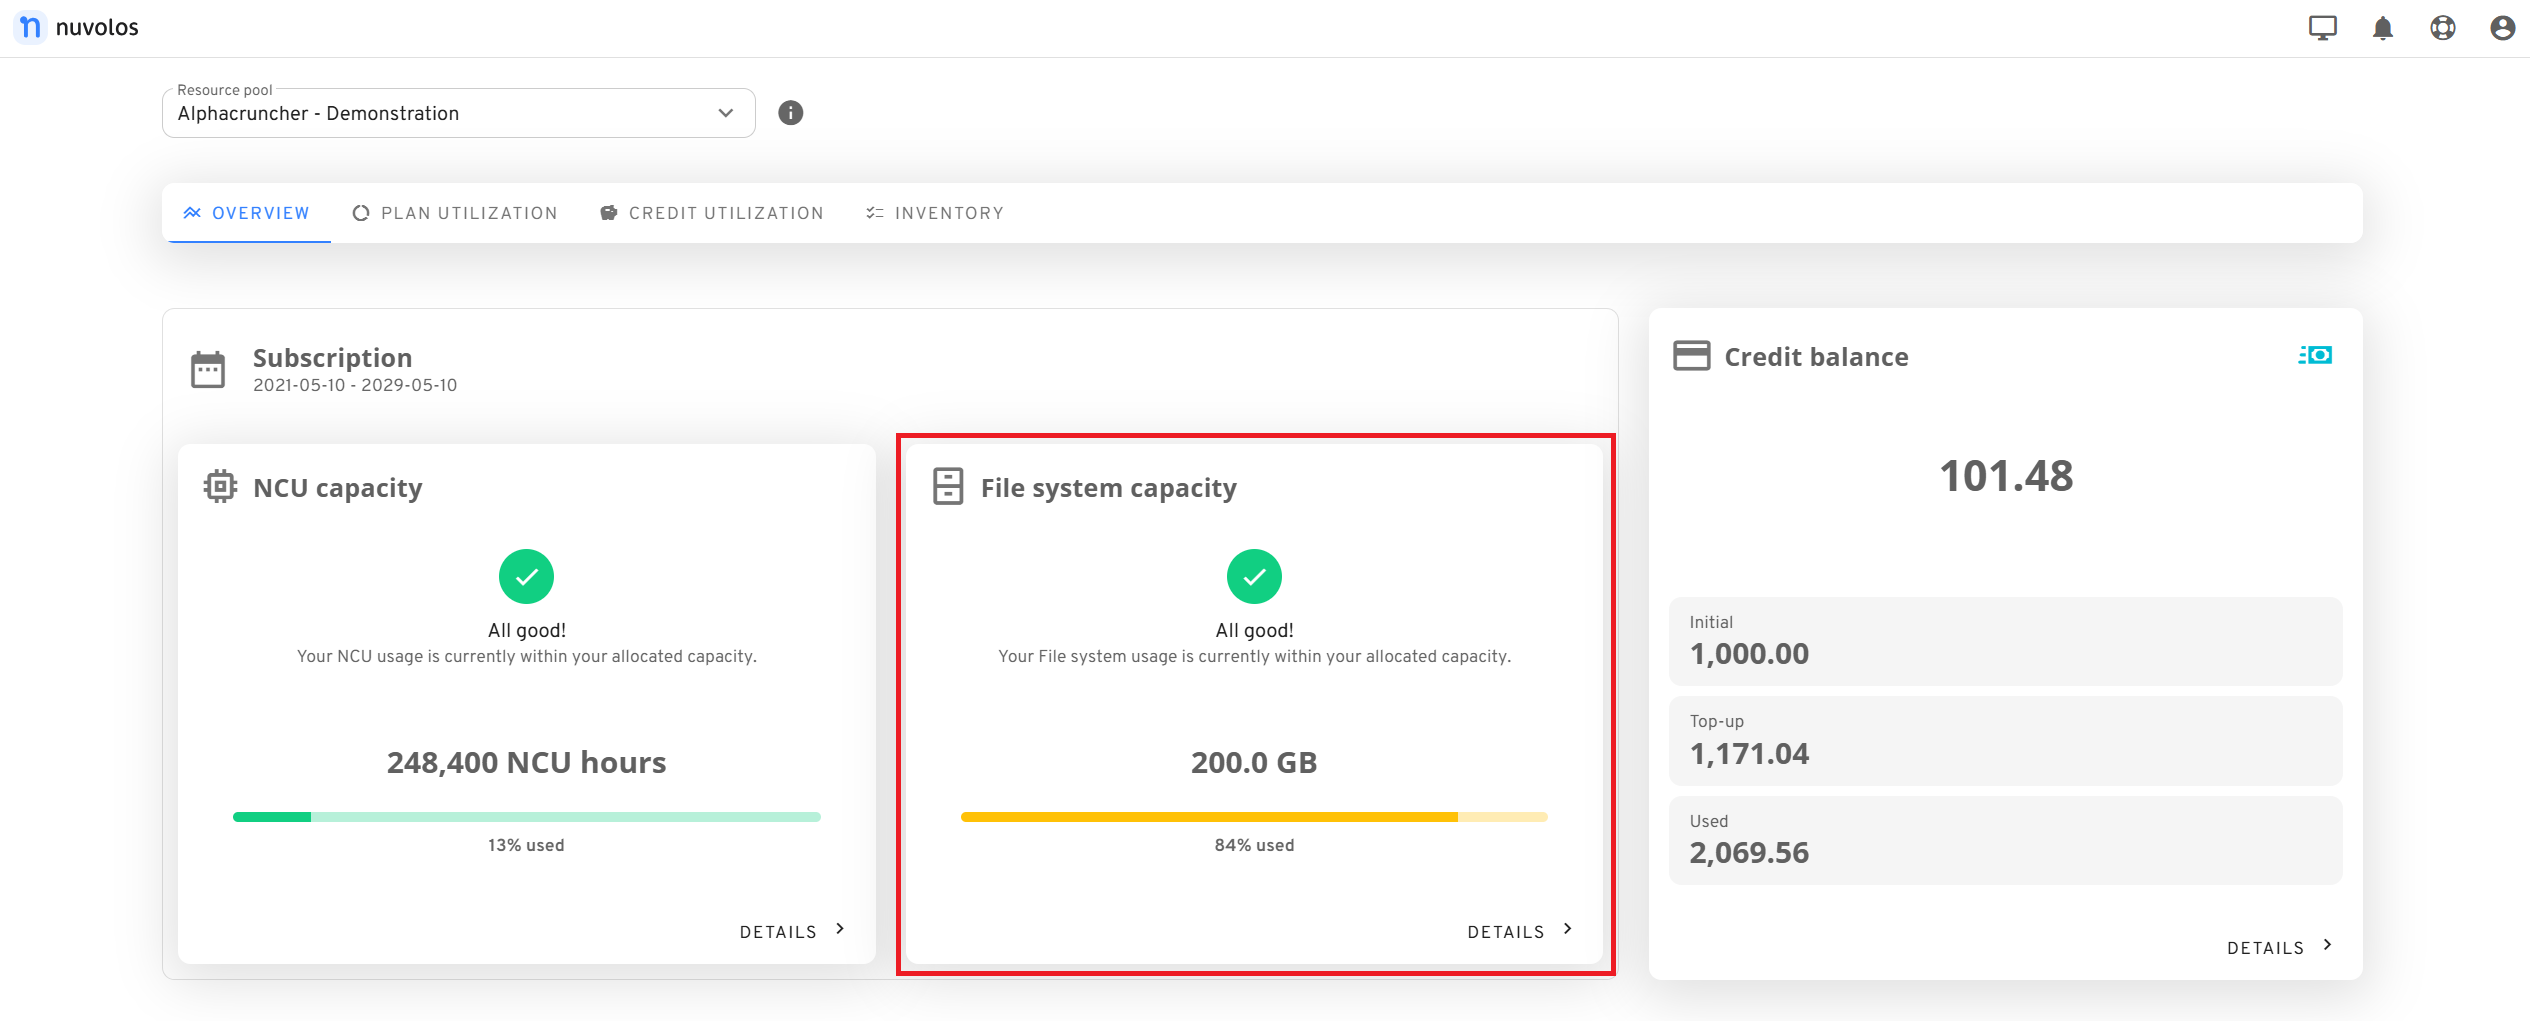 nuvolos
Resource pool
Alphacruncher - Demonstration
OVERVIEW
PLAN UTILIZATION
CREDIT UTILIZATION
INVENTORY
Subscription
2021-05-10 - 2029-05-10
NCU capacity
All good!
Your NCU usage is currently within your allocated capacity.
248,400 NCU hours
13% used
DETAILS
File system capacity
All good!
Your File system usage is currently within your allocated capacity.
200.0 GB
84% used
DETAILS
Credit balance
101.48
Initial
1,000.00
Top-up
1,171.04
Used
2,069.56
DETAILS